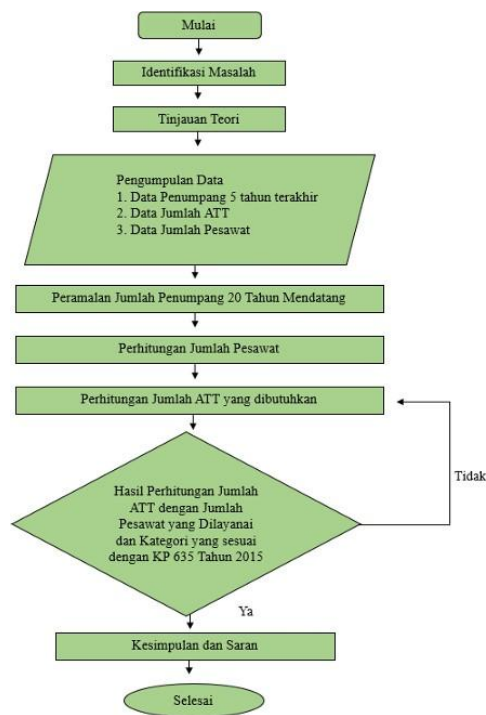 Mulai
Identifikasi Masalah
Tinjauan Teori
Pengumpulan Data
1. Data Penumpang 5 tahun terakhir
2. Data Jumlah ATT
3. Data Jumlah Pesawat
Peramalan Jumlah Penumpang 20 Tahun Mendatang
Perhitungan Jumlah Pesawat
Perhitungan Jumlah ATT yang dibutuhkan
Tidak
Hasil Perhitungan Jumlah
ATT dengan Jumlah
Pesawat yang Dilayanai
dan Kategori yang sesuai
dengan KP 635 Tahun 2015
Ya
Kesimpulan dan Saran
Selesai